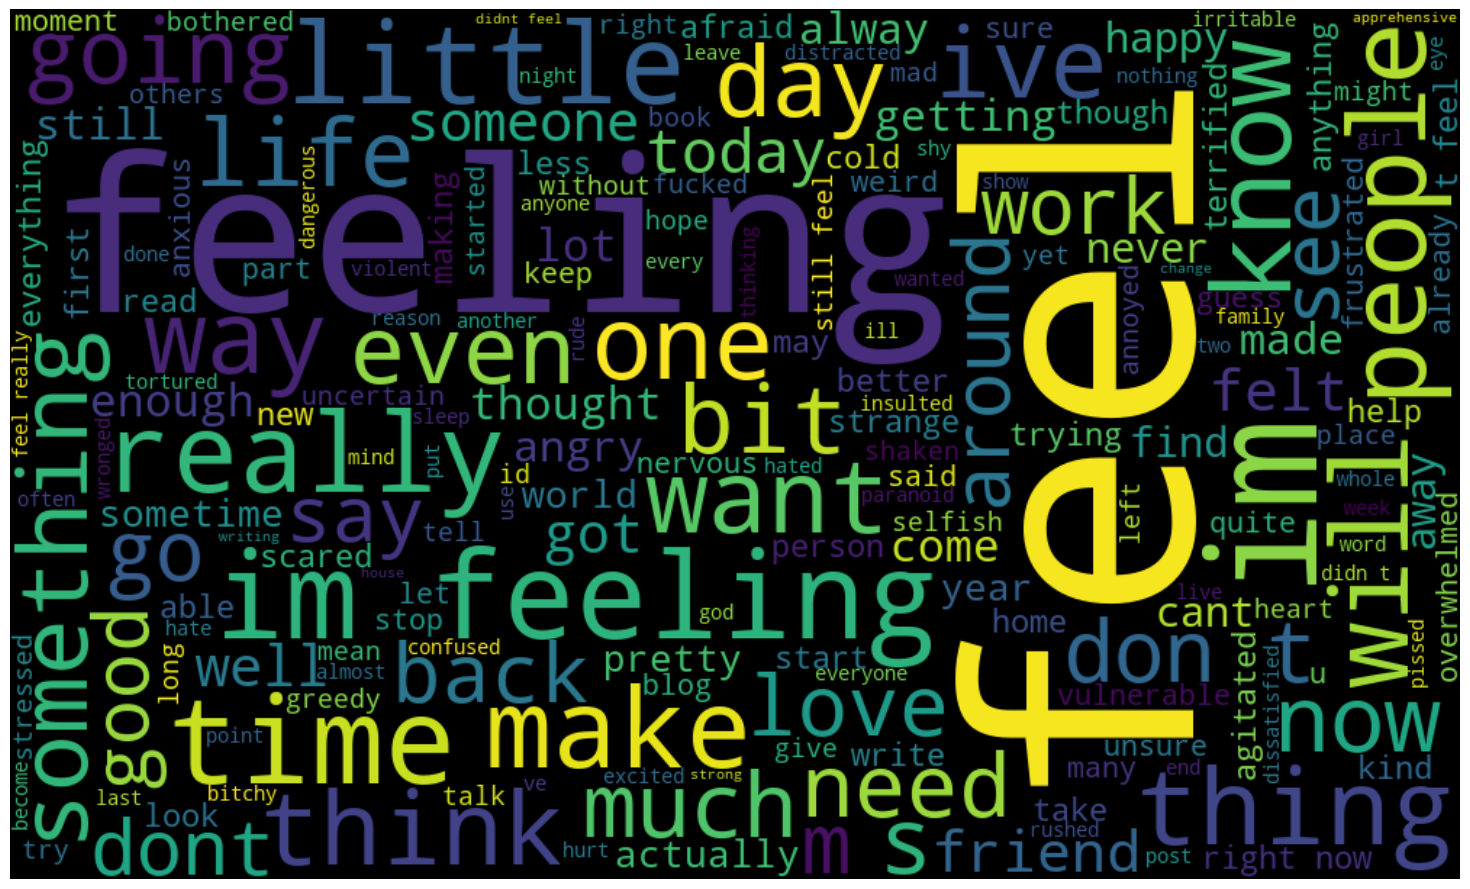 moment
bothered
didnt feel
right
afraid
alway
ive
sure
irritable
apprehensive
going
little
leave
distracted
day
happy
know
people
eye
others
night
mad
nothing
might
still
life
someone
book
getting
though
terrified
anything
girl
feel
everything
today
cold
shy
less
without
fucked
weird
show
work
see
frustrated
already
t feel
anxious
dangerous
feeling
making
started
anyone
hope
lot
still feel
never
first
done
part
violent
keep
every
thinking
wanted
around
yet
change
read
reason
another
rude
ill
guess
family
feel really
something
way
even
one
may
annoyed
two
made
tortured
enough
uncertain
better
felt
new
sleep
thought
bit
insulted
strange
help
really
mind
put
angry
nervous
hated
shaken
trying
find
im
place
will
wronged
often
id
use
world
want
said
paranoid
left
whole
away
sometime
say
tell
got
selfish
quite
week
writing
go
scared
person
come
word
house
im feeling
year
didn t
overwhelmed
able
let
god
live
cant
heart
hate
stop
home
good
well
mean
confused
pretty
start
don t
u
pissed
long
almost
back
blog
everyone
love
vulnerable
agitated
dissatisfied
now
stressed
greedy
time
make
give
write
unsure
point
excited
strong
need
many
end
kind
become
last
bitchy
talk
ve
much
take
thing
look
think
try
dont
hurt
actually
m
s
friend
rushed
post
right now